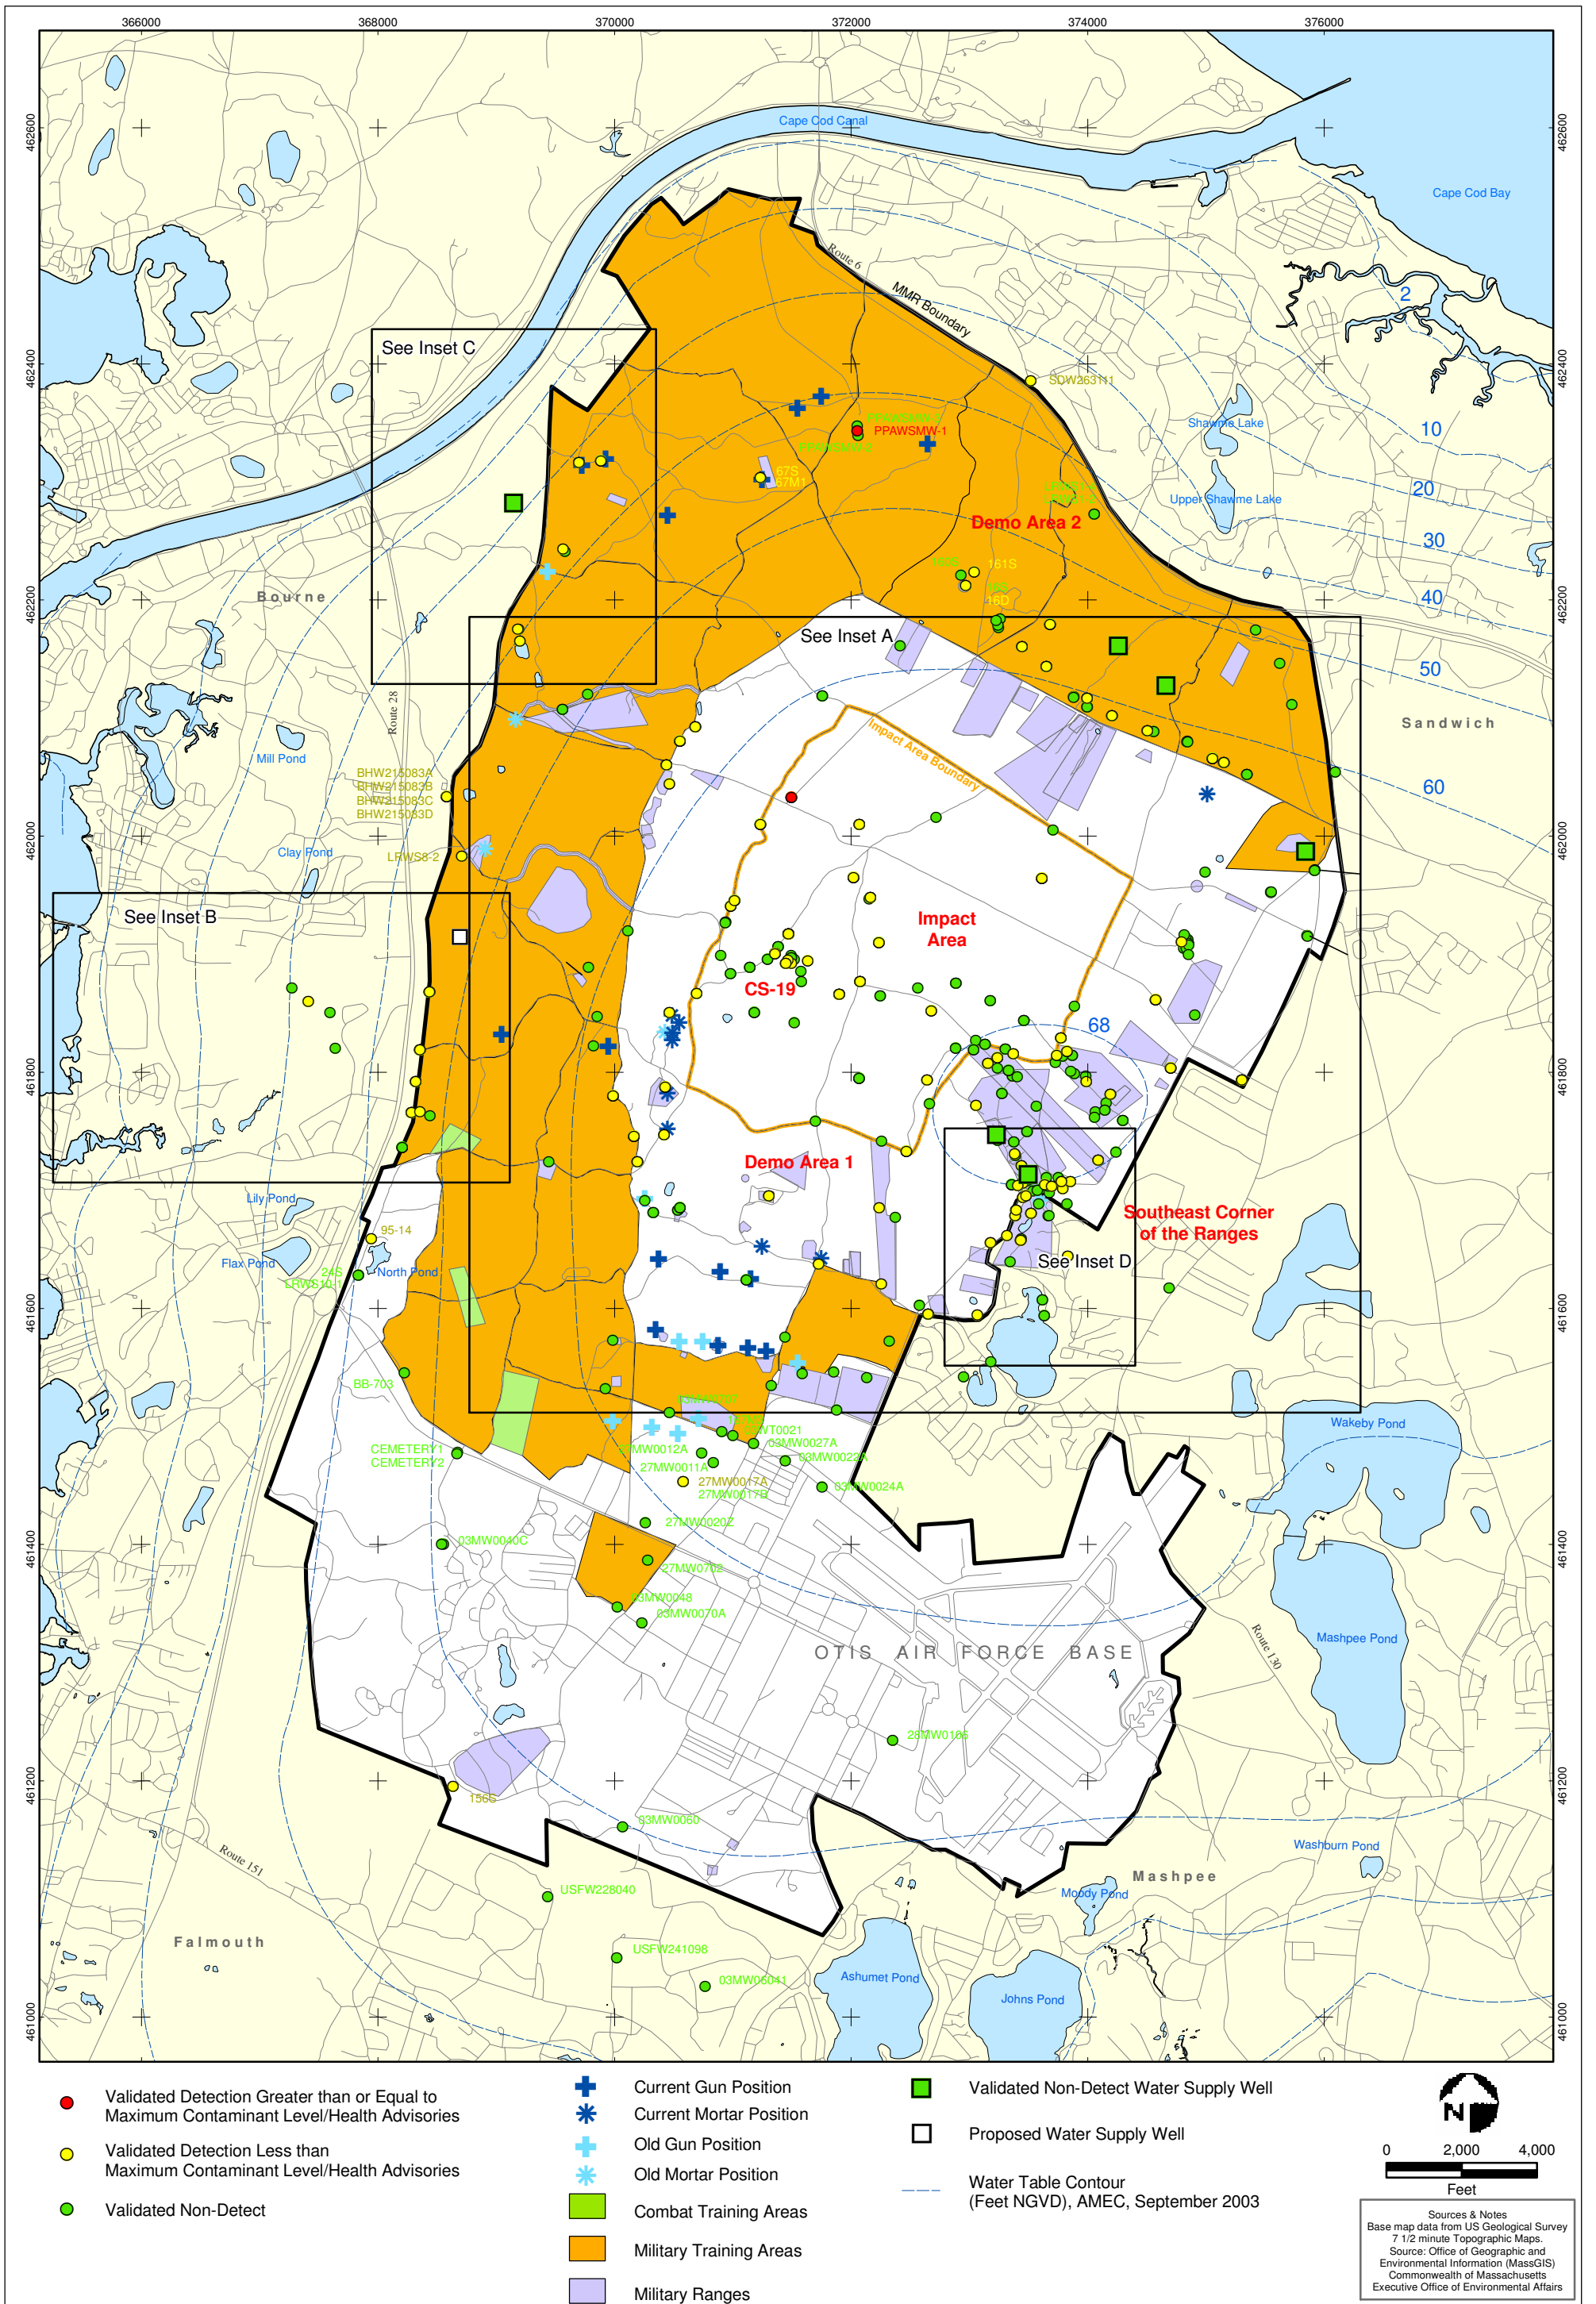 366000 368000 370000 372000 374000 376000
4262600
Cape Cod Canal
Cape Cod Bay
Route 6
MMR Boundary
2
See Inset C
SDW263111
Shawme Lake
10
PPAWSMW-1
67S
67M1
20
Upper Shawme Lake
Demo Area 2
30
161S
16D
40
Bourne
See Inset A
50
Route 28
Sandwich
Impact Area Boundary
Mill Pond
BHW215083A
BHW215083B
BHW215083C
BHW215083D
60
Clay Pond
LRWS8-2
See Inset B
Impact
Area
CS-19
68
Demo Area 1
Lily Pond
Southeast Corner
of the Ranges
95-14
Flax Pond
North Pond
24S
LRWS10-1
See Inset D
BB-703
03MW0027A
03MW0022A
CEMETERY1
CEMETERY2
27MW0011A
27MW0017A
27MW0017B
03MW0024A
Wakeby Pond
27MW0020Z
03MW0040C
27MW0702
03MW0048
03MW0070A
Route 130
Mashpee Pond
OTIS AIR FORCE BASE
28MW0106
156S
03MW0060
Washburn Pond
Route 151
Mashpee
Moody Pond
USFW228040
Falmouth
USFW241098
03MW06041
Ashumet Pond
Johns Pond
Validated Detection Greater than or Equal to
Maximum Contaminant Level/Health Advisories
Validated Detection Less than
Maximum Contaminant Level/Health Advisories
Validated Non-Detect
Current Gun Position
Current Mortar Position
Old Gun Position
Old Mortar Position
Combat Training Areas
Military Training Areas
Military Ranges
Validated Non-Detect Water Supply Well
Proposed Water Supply Well
Water Table Contour
(Feet NGVD), AMEC, September 2003
N
0 2,000 4,000
Feet
Sources & Notes
Base map data from US Geological Survey
7 1/2 minute Topographic Maps.
Source: Office of Geographic and
Environmental Information (MassGIS)
Commonwealth of Massachusetts
Executive Office of Environmental Affairs